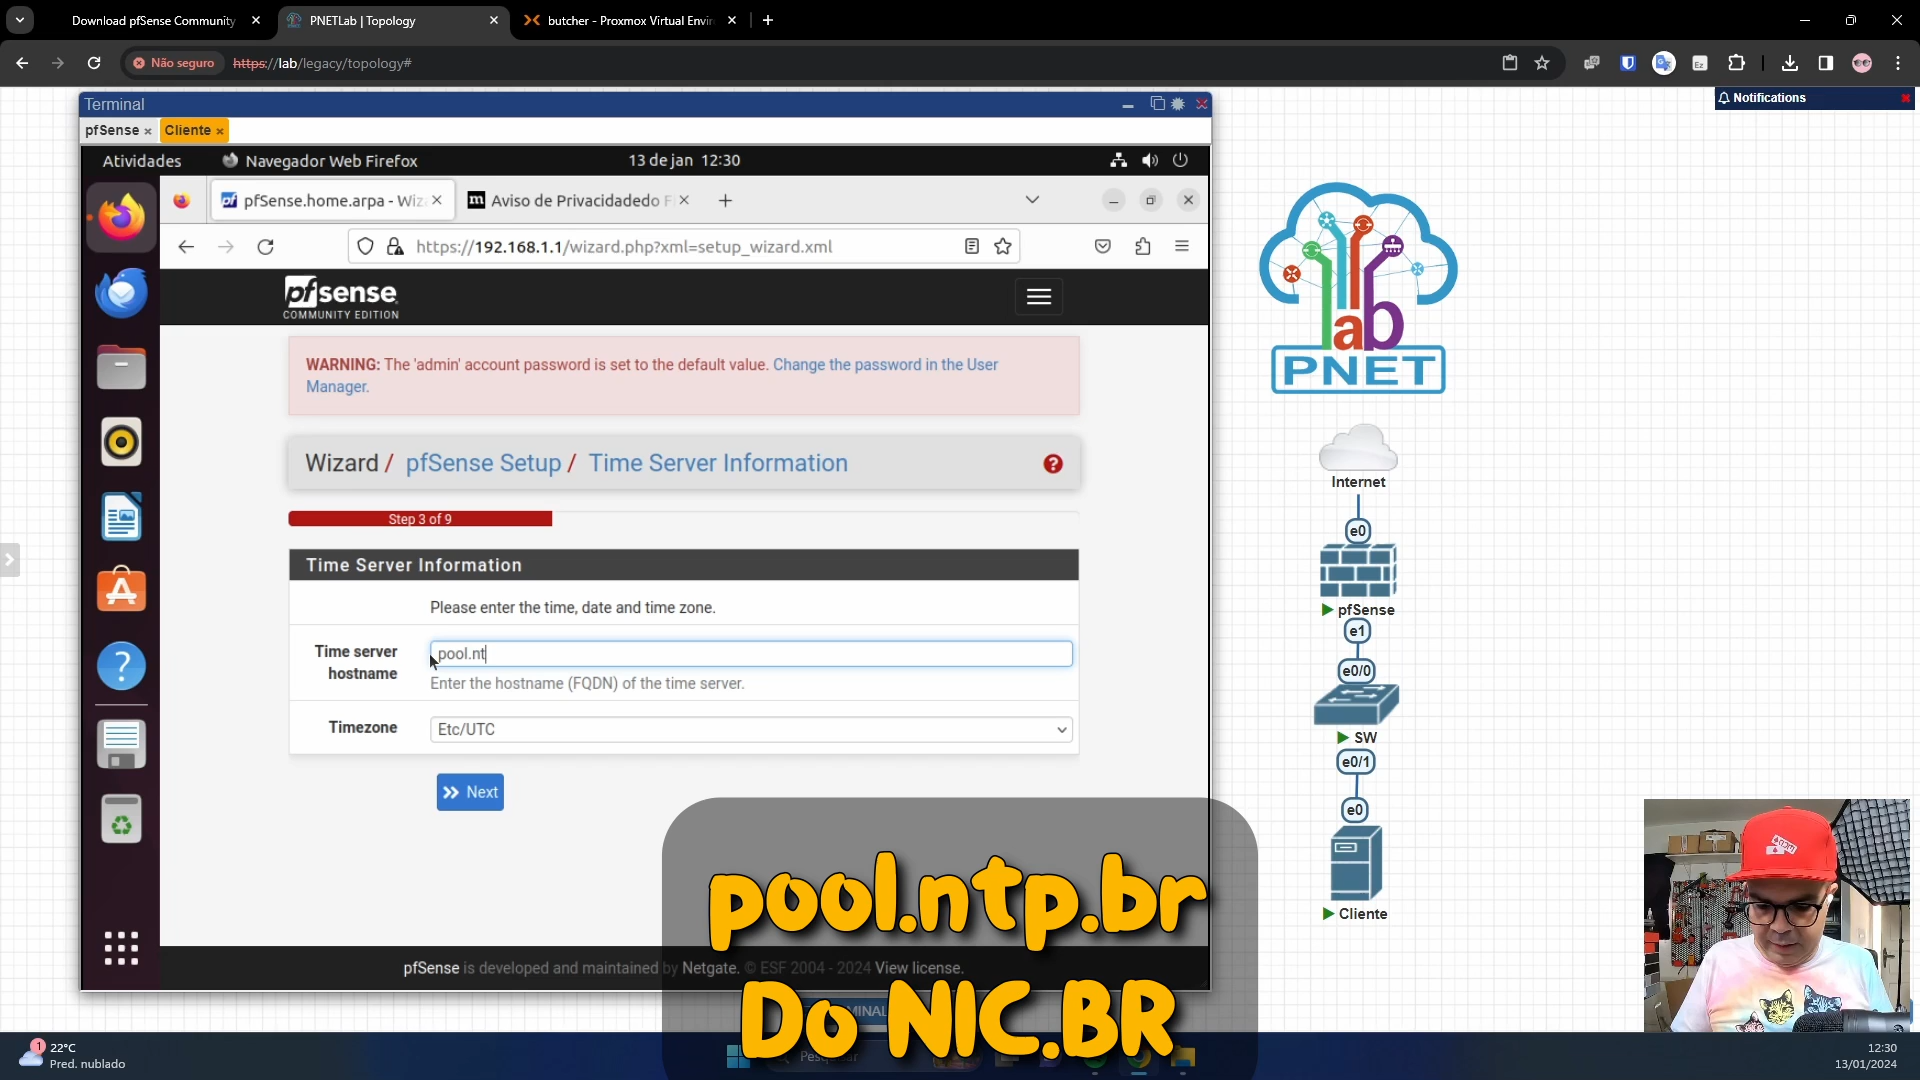 Download pfSense Community
PNETLab | Topology
butcher - Proxmox Virtual Envir
Não seguro
https://lab/legacy/topology#
Ez
Terminal
Notifications
pfSense
Cliente
Atividades
Navegador Web Firefox
13 de jan 12:30
pfSense.home.arpa - Wiz
Aviso de Privacidadedo F
https://192.168.1.1/wizard.php?xml=setup_wizard.xml
pfsense
COMMUNITY EDITION
WARNING: The 'admin' account password is set to the default value. Change the password in the User
Manager.
Wizard / pfSense Setup / Time Server Information
Step 3 of 9
Time Server Information
Please enter the time, date and time zone.
Time server
hostname
pool.nt
Enter the hostname (FQDN) of the time server.
Timezone
Etc/UTC
Next
pfSense is developed and maintained by Netgate. © ESF 2004 - 2024 View license.
lab
PNET
Internet
e0
pfSense
e1
e0/0
SW
e0/1
e0
Cliente
pool.ntp.br
Do NIC.BR
1
22°C
Pred. nublado
12:30
13/01/2024